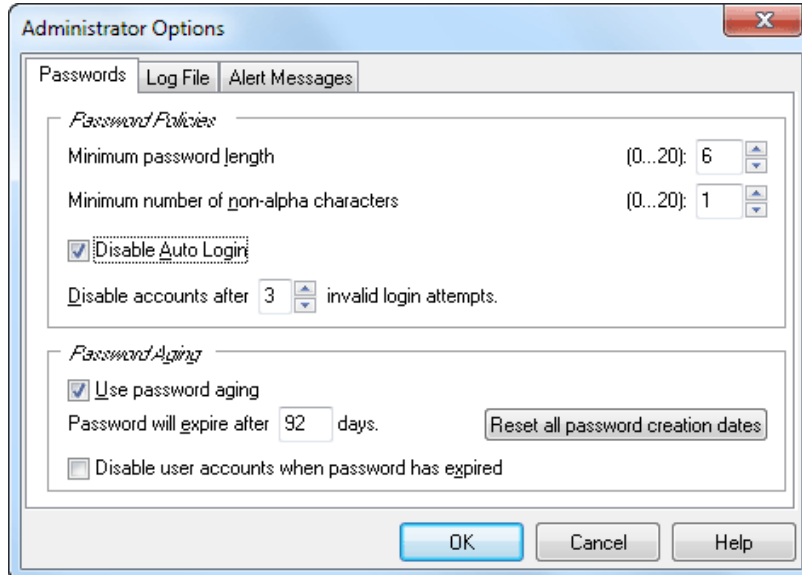 Administrator Options
Passwords Log File Alert Messages
Password Policies
Minimum password length (0...20): 6
Minimum number of non-alpha characters (0...20): 1
Disable Auto Login
Disable accounts after 3 invalid login attempts.
Password Aging
Use password aging
Password will expire after 92 days. Reset all password creation dates
Disable user accounts when password has expired
OK Cancel Help